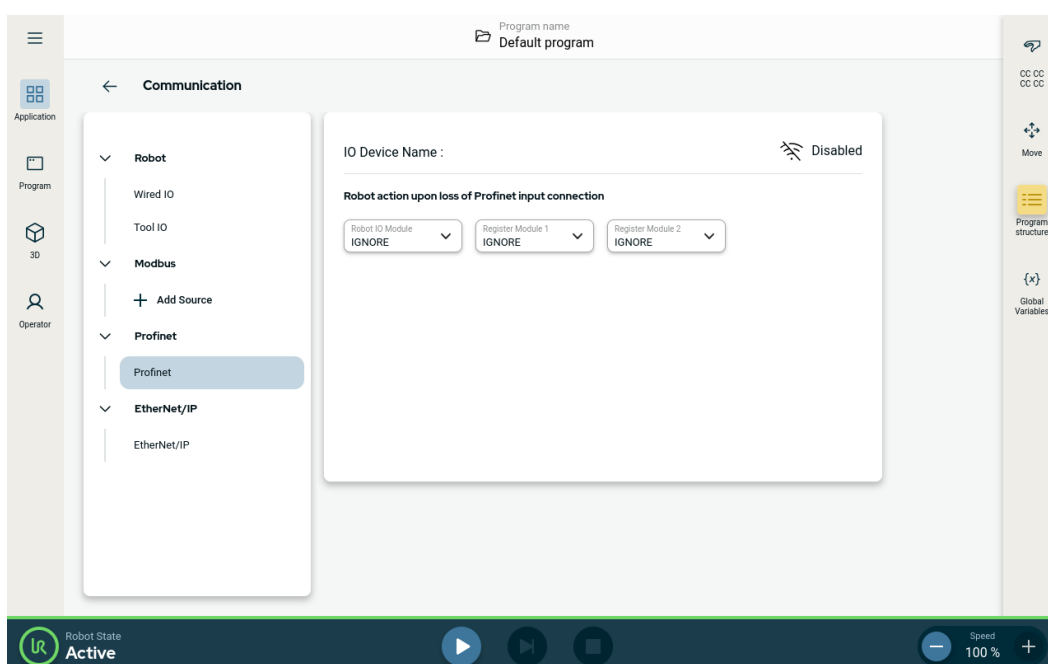 Program name
Default program
Communication
Application
Program
3D
Operator
Robot
Wired IO
Tool IO
Modbus
Add Source
Profinet
Profinet
EtherNet/IP
EtherNet/IP
IO Device Name :
Disabled
Robot action upon loss of Profinet input connection
Robot IO Module
IGNORE
Register Module 1
IGNORE
Register Module 2
IGNORE
CC CC
CC CC
Move
Program
structure
{x}
Global
Variables
UR
Robot State
Active
Speed
100 %